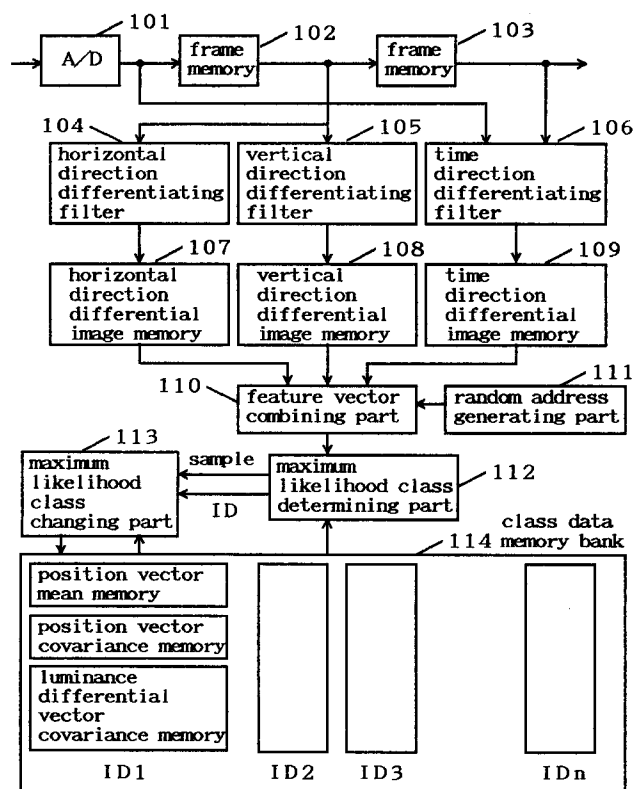 101
102
103
A/D
frame
memory
frame
memory
104
105
106
horizontal
direction
differentiating
filter
vertical
direction
differentiating
filter
time
direction
differentiating
filter
107
108
109
horizontal
direction
differential
image memory
vertical
direction
differential
image memory
time
direction
differential
image memory
110
111
feature vector
combining part
random address
generating part
113
112
maximum
likelihood
class
changing part
sample
ID
maximum
likelihood class
determining part
class data
114 memory bank
position vector
mean memory
position vector
covariance memory
luminance
differential
vector
covariance memory
ID1
ID2
ID3
IDn